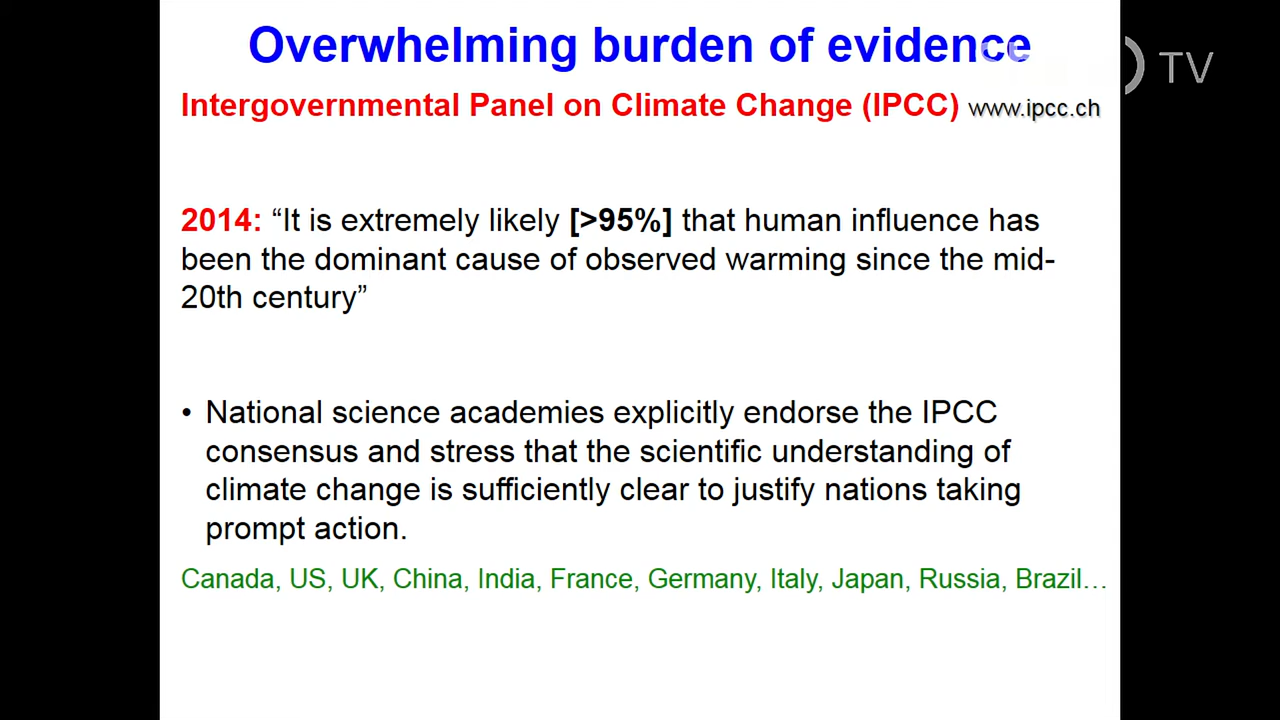 Overwhelming burden of evidence
TV
Intergovernmental Panel on Climate Change (IPCC) www.ipcc.ch
2014: “It is extremely likely [>95%] that human influence has
been the dominant cause of observed warming since the mid-
20th century”
• National science academies explicitly endorse the IPCC
consensus and stress that the scientific understanding of
climate change is sufficiently clear to justify nations taking
prompt action.
Canada, US, UK, China, India, France, Germany, Italy, Japan, Russia, Brazil…